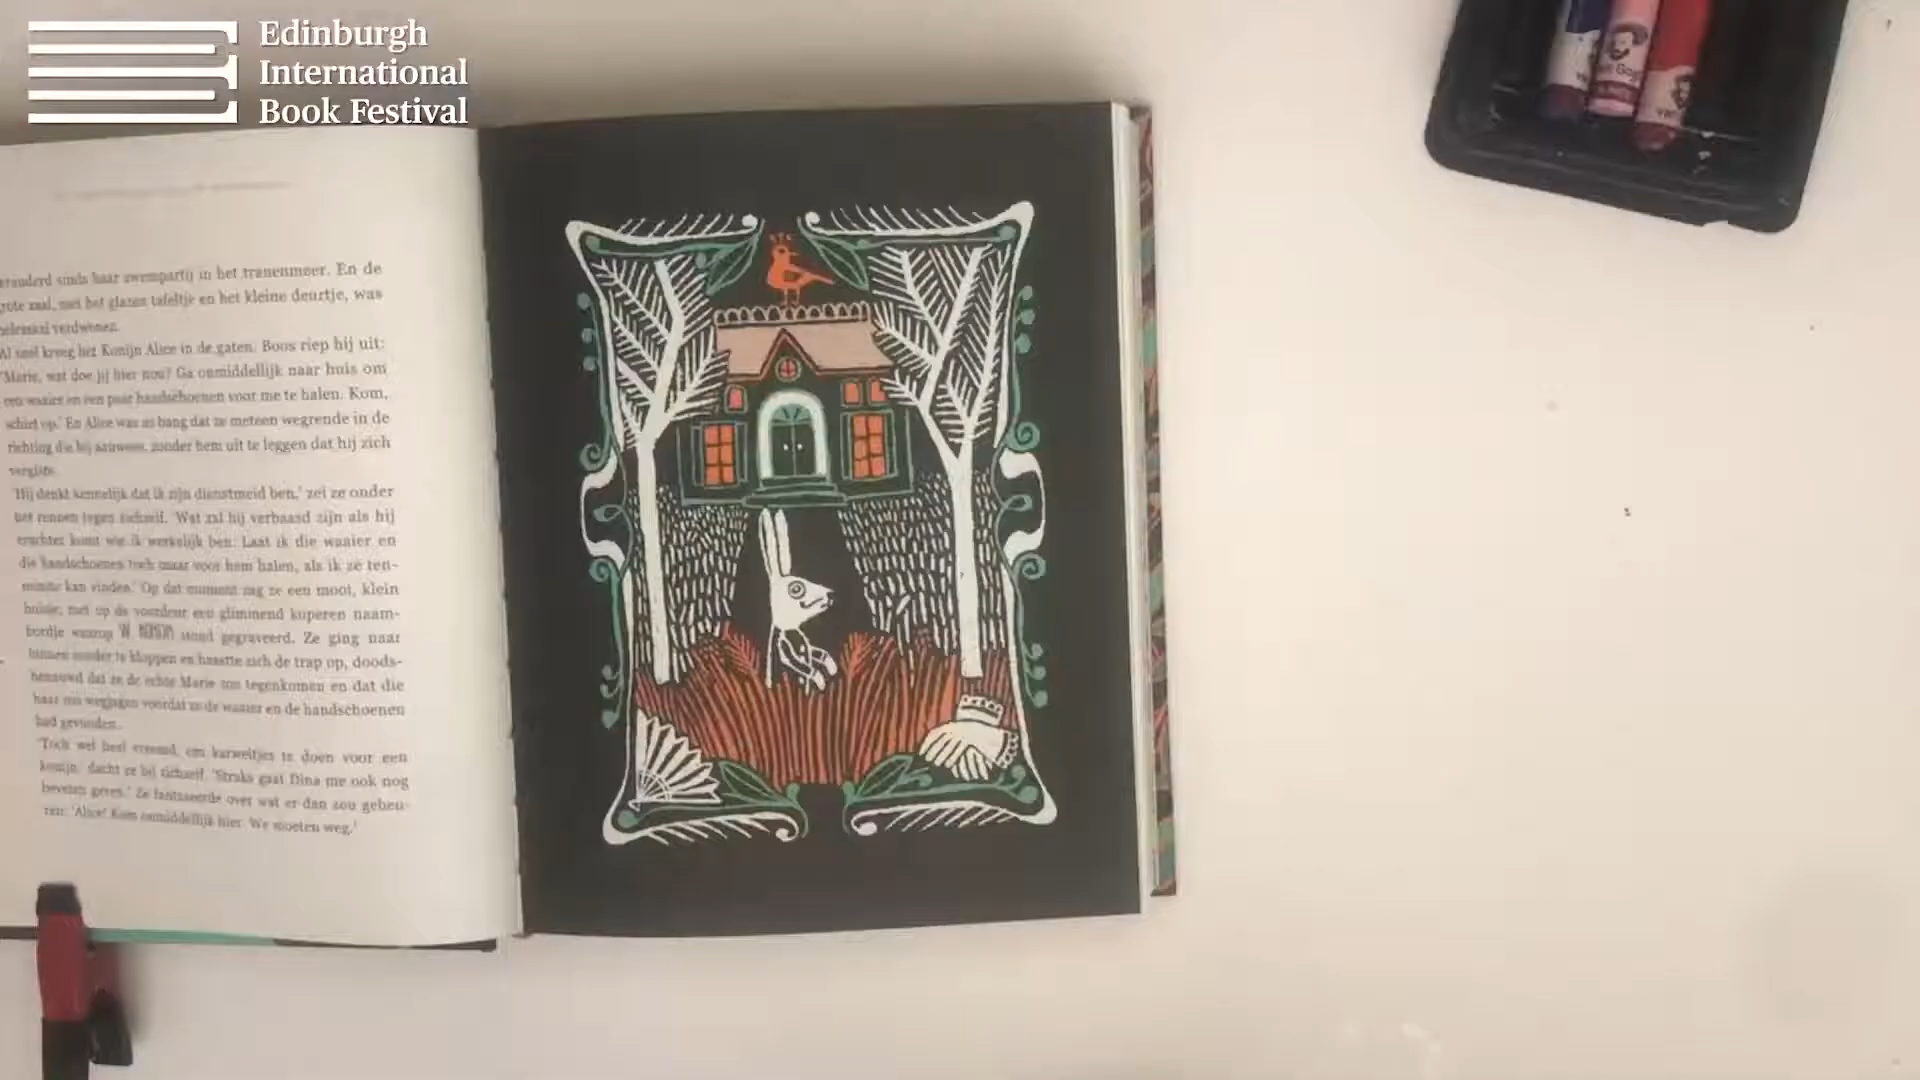 Edinburgh
International
Book Festival
sinds haar zwempartij in het tranenmeer. En de
zaal, met het glazen tafeltje en het kleine deurtje, was
helemaal verdwenen.
Al snel kreeg het Konijn Alice in de gaten. Boos riep hij uit:
'Marie, wat doe jij hier nou? Ga onmiddellijk naar huis om
een waaier en een paar handschoenen voor me te halen. Kom,
schiet op.' En Alice was zo bang dat ze meteen wegrende in de
richting die hij aanwees, zonder hem uit te leggen dat hij zich
vergiste.
'Hij denkt kennelijk dat ik zijn dienstmeid ben,' zei ze onder
het rennen tegen zichzelf. 'Wat zal hij verbaasd zijn als hij
erachter komt wie ik werkelijk ben. Laat ik die waaier en
die handschoenen toch maar voor hem halen, als ik ze ten-
minste kan vinden.' Op dat moment zag ze een mooi, klein
huisje, met op de voordeur een glimmend koperen naam-
bordje waarop W. stond gegraveerd. Ze ging naar
binnen zonder te kloppen en haastte zich de trap op, doods-
benauwd dat ze de echte Marie zou tegenkomen en dat die
haar zou wegjagen voordat ze de waaier en de handschoenen
had gevonden.
'Toch wel heel vreemd, om karweitjes te doen voor een
konijn,' dacht ze bij zichzelf. 'Straks gaat Dina me ook nog
bevelen geven.' Ze fantaseerde over wat er dan zou gebeu-
ren: 'Alice! Kom onmiddellijk hier. We moeten weg.'